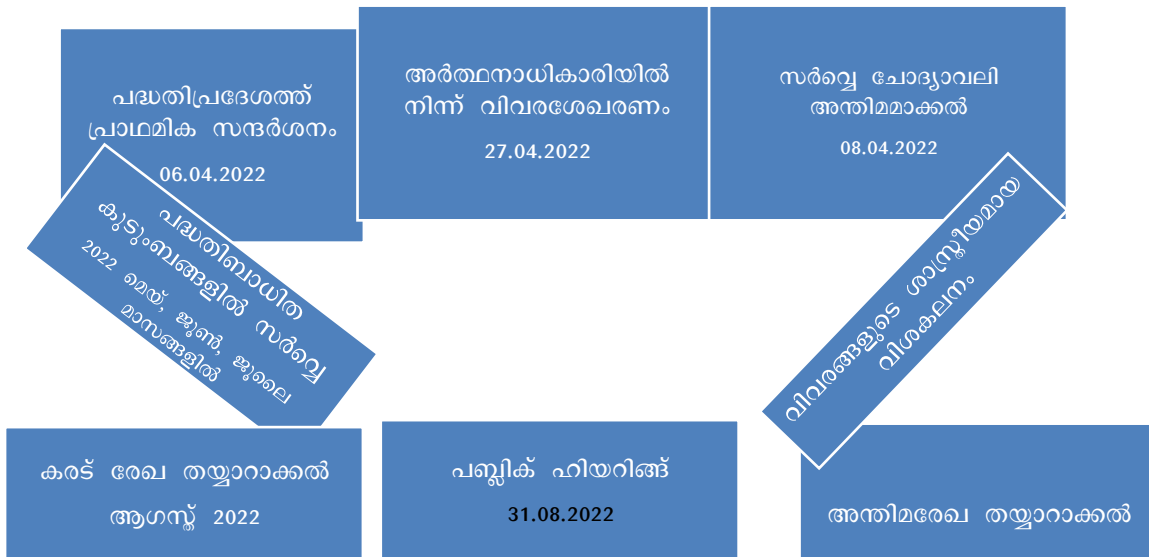 പദ്ധതിപ്രദേശത്ത്
പ്രാഥമിക സന്ദർശനം
06.04.2022
അർത്ഥനാധികാരിയിൽ
നിന്ന് വിവരശേഖരണം
27.04.2022
സർവ്വെ ചോദ്യാവലി
അന്തിമമാക്കൽ
08.04.2022
പദ്ധതിബാധിത
കുടുംബങ്ങളിൽ സർവ്വെ
2022 മെയ്, ജൂൺ, ജൂലൈ
മാസങ്ങളിൽ
വിവരങ്ങളുടെ ശാസ്ത്രീയമായ
വിശകലനം
കരട് രേഖ തയ്യാറാക്കൽ
ആഗസ്ത് 2022
പബ്ലിക് ഹിയറിങ്ങ്
31.08.2022
അന്തിമരേഖ തയ്യാറാക്കൽ